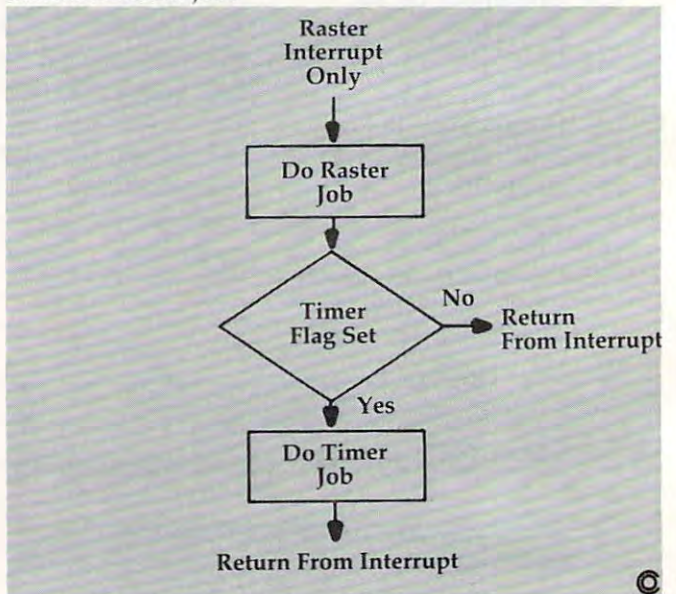 Raster
Interrupt
Only
Do Raster
Job
Timer
Flag Set
No
Return
From Interrupt
Yes
Do Timer
Job
Return From Interrupt